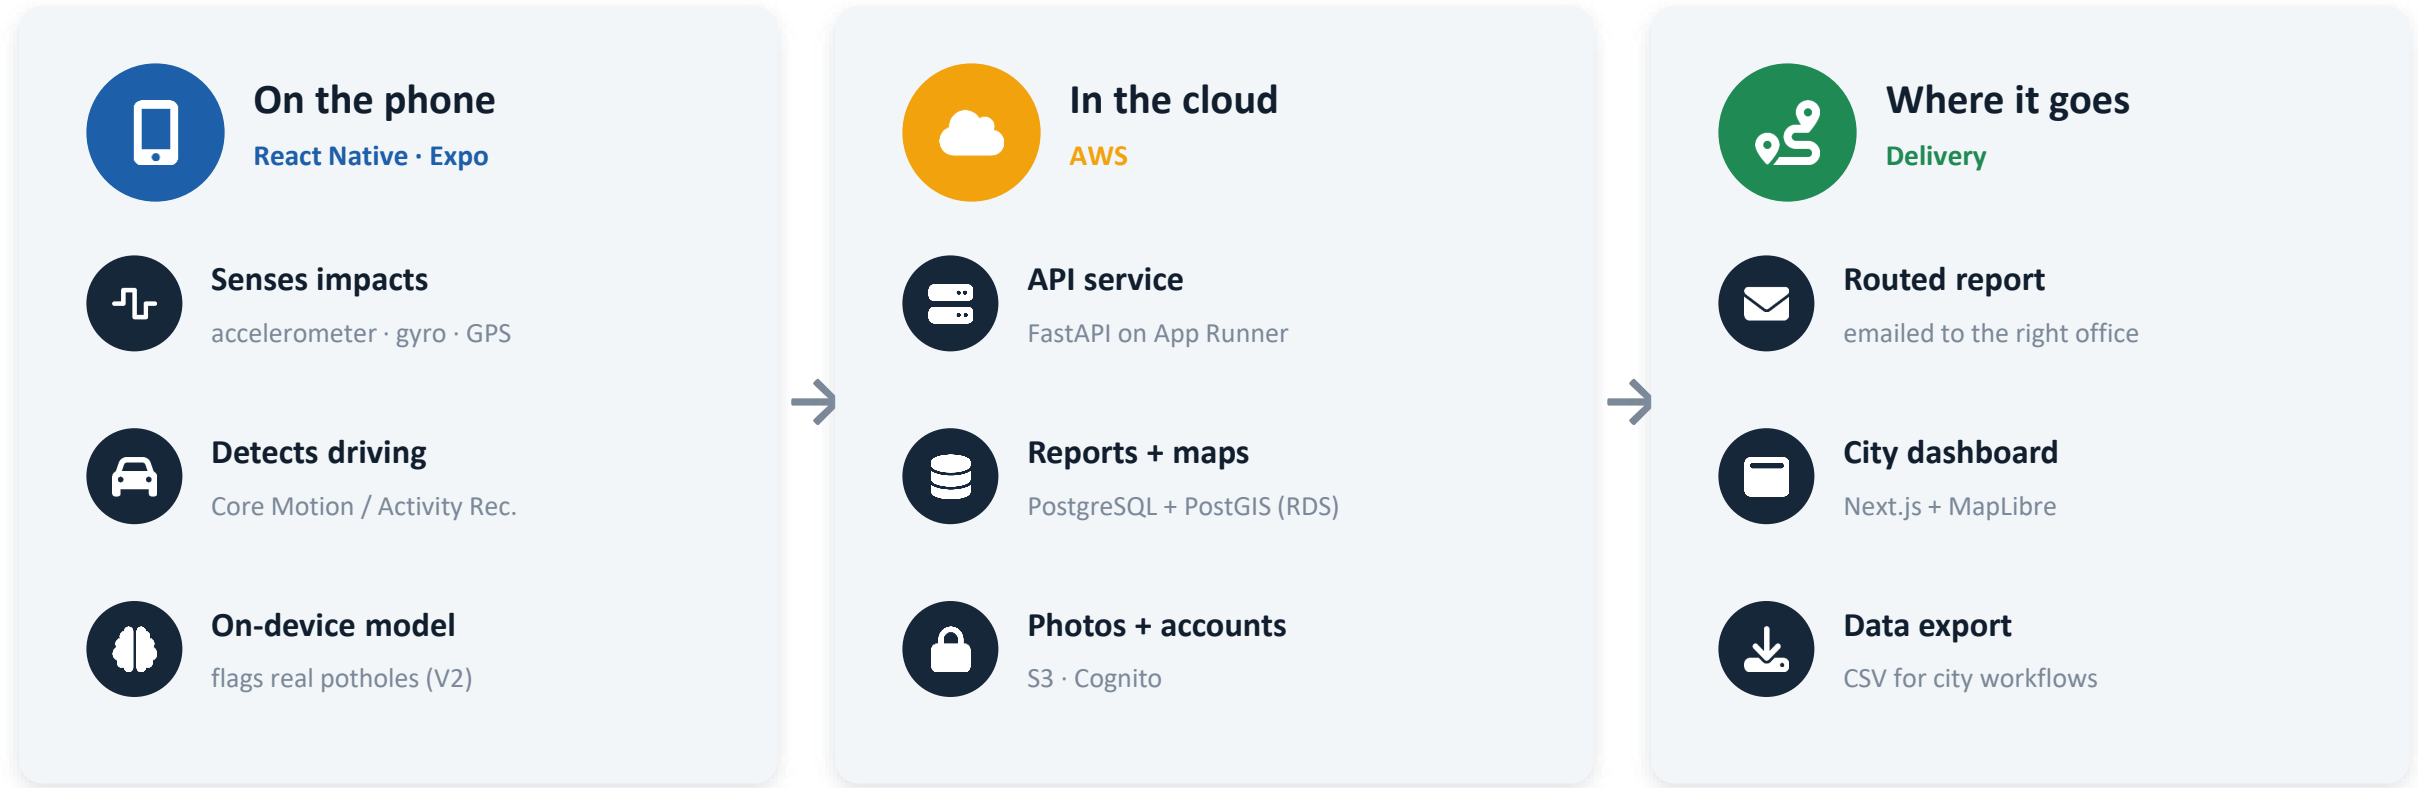 On the phone
React Native · Expo
Senses impacts
accelerometer · gyro · GPS
Detects driving
Core Motion / Activity Rec.
On-device model
flags real potholes (V2)
In the cloud
AWS
API service
FastAPI on App Runner
Reports + maps
PostgreSQL + PostGIS (RDS)
Photos + accounts
S3 · Cognito
Where it goes
Delivery
Routed report
emailed to the right office
City dashboard
Next.js + MapLibre
Data export
CSV for city workflows